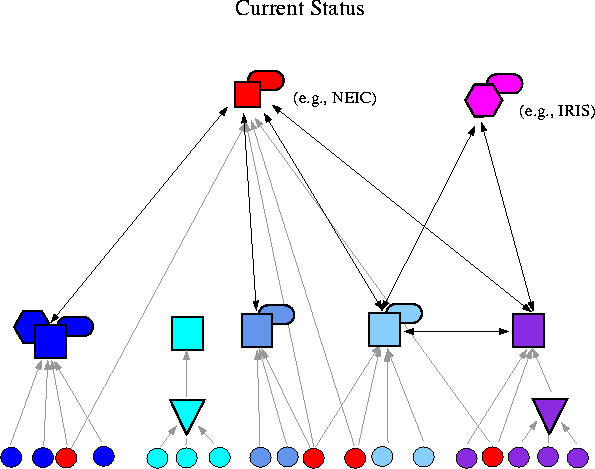 Current Status
(e.g., NEIC)
(e.g., IRIS)